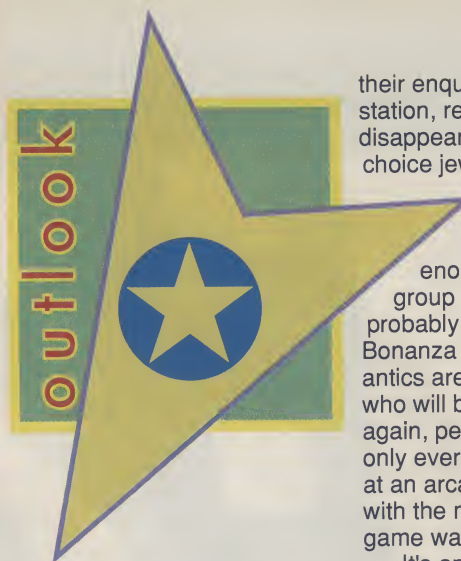 outlook
their enqu
station, re
disappear
choice jew
eno
group
probably
Bonanza
antics are
who will b
again, pe
only ever
at an arca
with the
game wa
It's